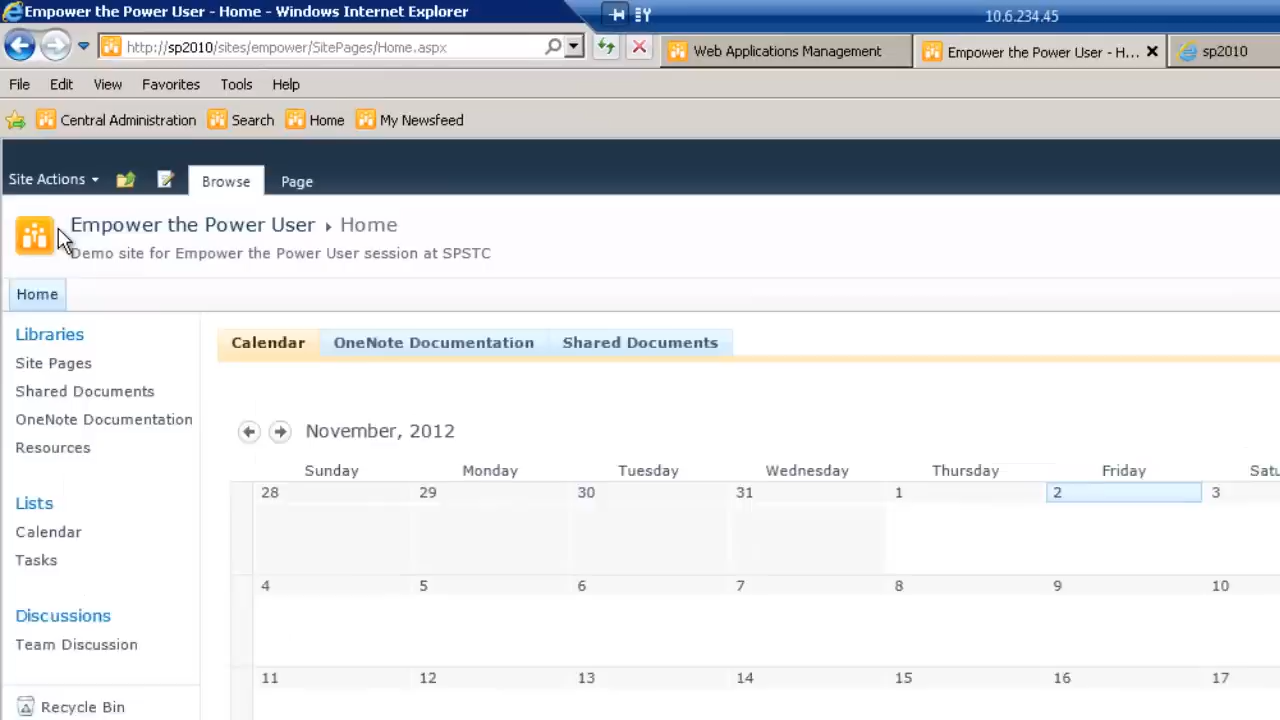 Empower the Power User - Home - Windows Internet Explorer
10.6.234.45
http://sp2010/sites/empower/SitePages/Home.aspx
Web Applications Management
Empower the Power User - H...
sp2010
File Edit View Favorites Tools Help
Central Administration Search Home My Newsfeed
Site Actions Browse Page
Empower the Power User Home
Demo site for Empower the Power User session at SPSTC
Home
Libraries
Site Pages
Shared Documents
OneNote Documentation
Resources
Lists
Calendar
Tasks
Discussions
Team Discussion
Recycle Bin
Calendar OneNote Documentation Shared Documents
November, 2012
Sunday Monday Tuesday Wednesday Thursday Friday Satu
28 29 30 31 1 2 3
4 5 6 7 8 9 10
11 12 13 14 15 16 17